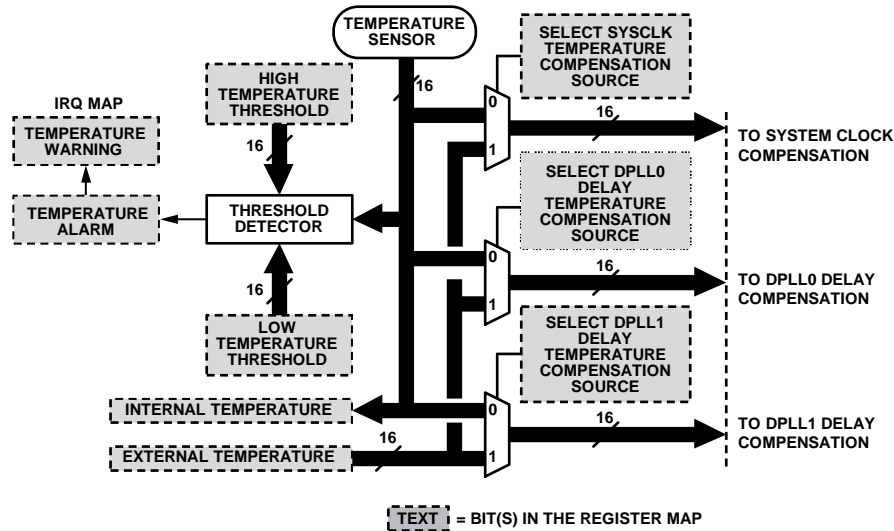 TEMPERATURE
SENSOR
SELECT SYSCLK
TEMPERATURE
COMPENSATION
SOURCE
16
HIGH
TEMPERATURE
THRESHOLD
IRQ MAP
TEMPERATURE
WARNING
16
0
1
16
TO SYSTEM CLOCK
COMPENSATION
SELECT DPLL0
DELAY
TEMPERATURE
COMPENSATION
SOURCE
TEMPERATURE
ALARM
THRESHOLD
DETECTOR
0
1
16
TO DPLL0 DELAY
COMPENSATION
16
LOW
TEMPERATURE
THRESHOLD
SELECT DPLL1
DELAY
TEMPERATURE
COMPENSATION
SOURCE
INTERNAL TEMPERATURE
0
1
16
TO DPLL1 DELAY
COMPENSATION
EXTERNAL TEMPERATURE
16
TEXT = BIT(S) IN THE REGISTER MAP